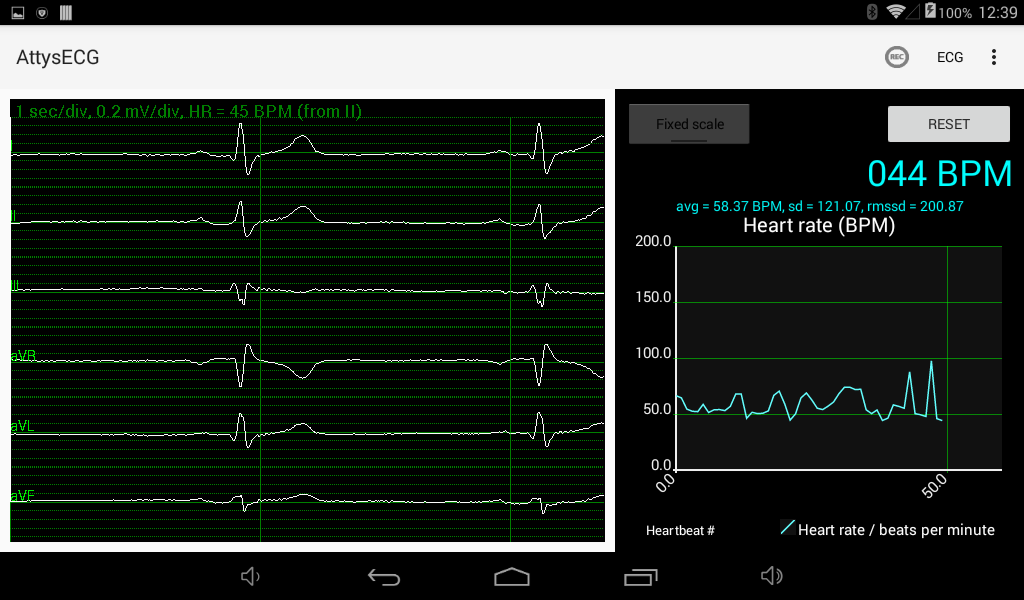 100% 12:39
AttysECG
REC ECG
1 sec/div, 0.2 mV/div, HR = 45 BPM (from II)
I
II
III
aVR
aVL
aVF
Fixed scale RESET
044 BPM
avg = 58.37 BPM, sd = 121.07, rmssd = 200.87
Heart rate (BPM)
200.0
150.0
100.0
50.0
0.0
0.0 50.0
Heartbeat # Heart rate / beats per minute